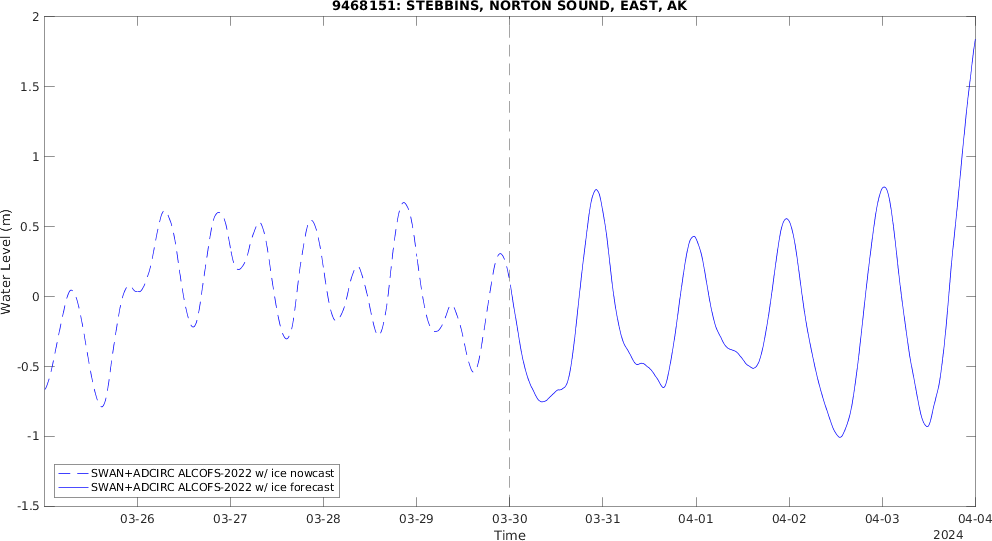 9468151: STEBBINS, NORTON SOUND, EAST, AK
2
1.5
1
0.5
0
-0.5
-1
-1.5
Water Level (m)
SWAN+ADCIRC ALCOFS-2022 w/ ice nowcast
SWAN+ADCIRC ALCOFS-2022 w/ ice forecast
03-26 03-27 03-28 03-29 03-30 03-31 04-01 04-02 04-03 04-04
Time
2024